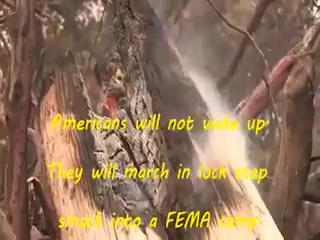 Americans will not wake up.
They will march in lock step
smack into a FEMA camp.